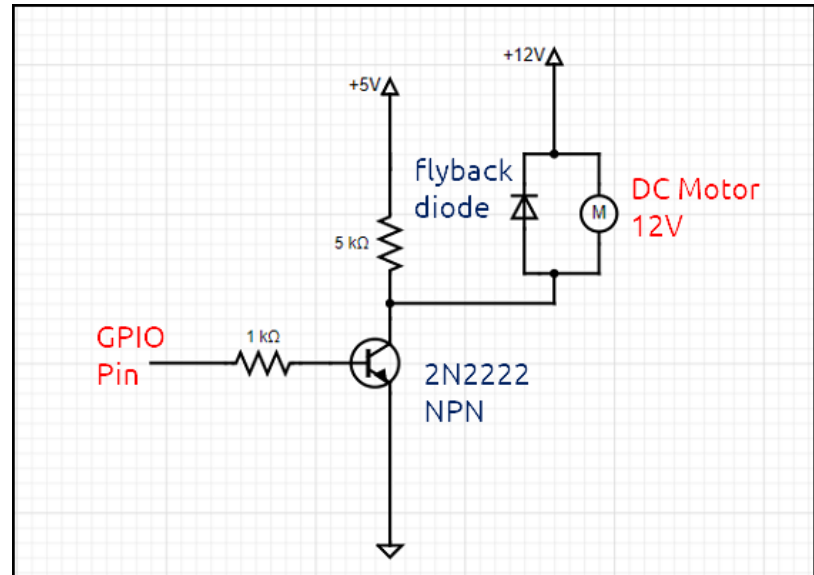 +12V
+5V
flyback
diode
DC Motor
12V
M
5 kΩ
GPIO
Pin
1 kΩ
2N2222
NPN